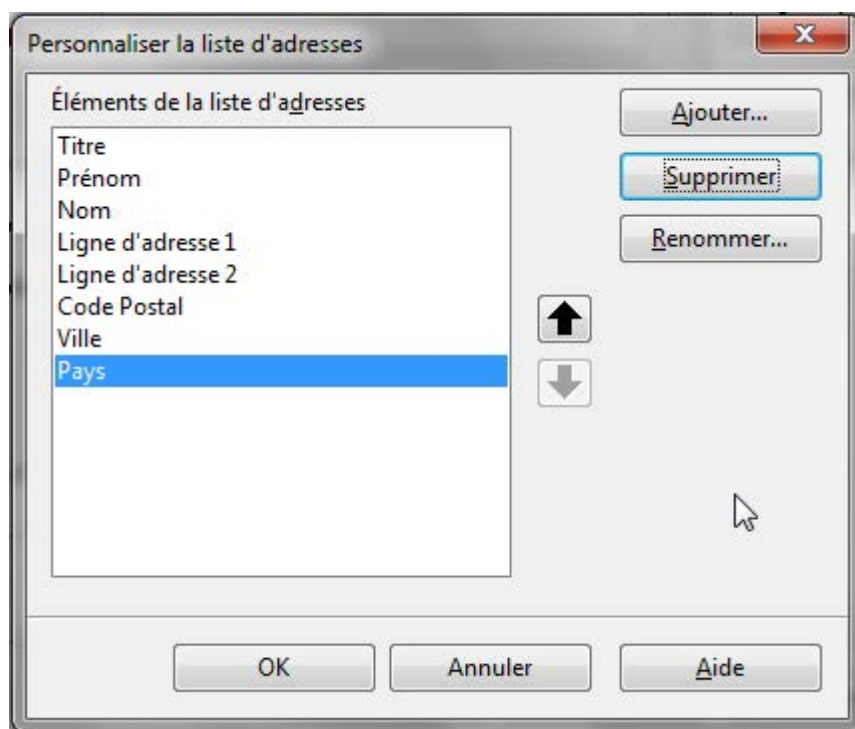 Personnaliser la liste d'adresses
Éléments de la liste d'adresses
Titre
Prénom
Nom
Ligne d'adresse 1
Ligne d'adresse 2
Code Postal
Ville
Pays
Ajouter...
Supprimer
Renommer...
OK
Annuler
Aide